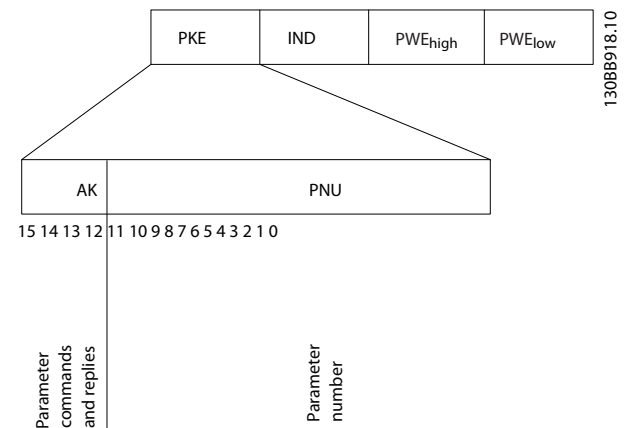 PKE IND PWEhigh PWElow
130BB918.10
AK PNU
15 14 13 12 11 10 9 8 7 6 5 4 3 2 1 0
Parameter
commands
and replies
Parameter
number